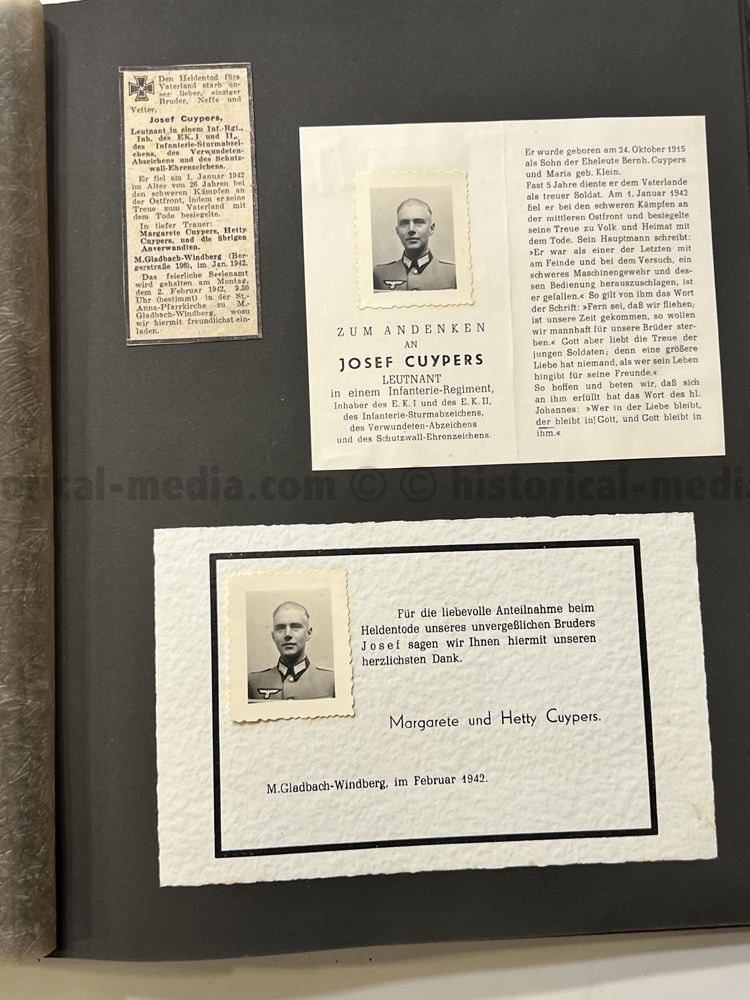 Den Heldentod fürs
Vaterland starb un-
ser lieber, einziger
Bruder, Neffe und
Vetter,
Josef Cuypers,
Leutnant in einem Inf.-Rgt.,
Inh. des EK. I und II,
des Infanterie-Sturmabzei-
chens, des Verwundeten-
Abzeichens und des Schutz-
wall-Ehrenzeichens.
Er fiel am 1. Januar 1942
im Alter von 26 Jahren bei
den schweren Kämpfen an
der Ostfront, indem er seine
Treue zum Vaterland mit
dem Tode besiegelte.
In tiefer Trauer:
Margarete Cuypers, Hetty
Cuypers, und die übrigen
Anverwandten.
M.Gladbach-Windberg (Ber-
gerstraße 196), im Jan. 1942.
Das feierliche Seelenamt
wird gehalten am Montag,
dem 2. Februar 1942, 9.30
Uhr (bestimmt) in der St.-
Anna-Pfarrkirche zu M.-
Gladbach-Windberg, wozu
wir hiermit freundlichst ein-
laden.
ZUM ANDENKEN
AN
JOSEF CUYPERS
LEUTNANT
in einem Infanterie-Regiment,
Inhaber des E.K. I und des E.K. II,
des Infanterie-Sturmabzeichens,
des Verwundeten-Abzeichens
und des Schutzwall-Ehrenzeichens.
Er wurde geboren am 24. Oktober 1915
als Sohn der Eheleute Bernh. Cuypers
und Maria geb. Klein.
Fast 5 Jahre diente er dem Vaterlande
als treuer Soldat. Am 1. Januar 1942
fiel er bei den schweren Kämpfen an
der mittleren Ostfront und besiegelte
seine Treue zu Volk und Heimat mit
dem Tode. Sein Hauptmann schreibt:
»Er war als einer der Letzten mit
am Feinde und bei dem Versuch, ein
schweres Maschinengewehr und des-
sen Bedienung herauszuschlagen, ist
er gefallen.« So gilt von ihm das Wort
der Schrift: »Fern sei, daß wir fliehen;
ist unsere Zeit gekommen, so wollen
wir mannhaft für unsere Brüder ster-
ben.« Gott aber liebt die Treue der
jungen Soldaten; denn eine größere
Liebe hat niemand, als wer sein Leben
hingibt für seine Freunde.«
So hoffen und beten wir, daß sich
an ihm erfüllt hat das Wort des hl.
Johannes: »Wer in der Liebe bleibt,
der bleibt in Gott, und Gott bleibt in
ihm.«
torical-media.com © © historical-media
Für die liebevolle Anteilnahme beim
Heldentode unseres unvergeßlichen Bruders
Josef sagen wir Ihnen hiermit unseren
herzlichsten Dank.
Margarete und Hetty Cuypers.
M.Gladbach-Windberg, im Februar 1942.